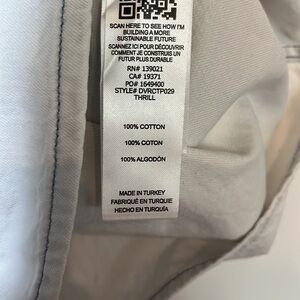 SCAN HERE TO SEE HOW I'M
BUILDING A MORE
SUSTAINABLE FUTURE
SCANNEZ ICI POUR DÉCOUVRIR
COMMENT JE CONSTRUIS UN
FUTUR PLUS DURABLE
RN# 139021
CA# 19371
PO# 1649400
STYLE# DVRCTP029
THRILL
100% COTTON
100% COTON
100% ALGODÓN
MADE IN TURKEY
FABRIQUÉ EN TURQUIE
HECHO EN TURQUÍA